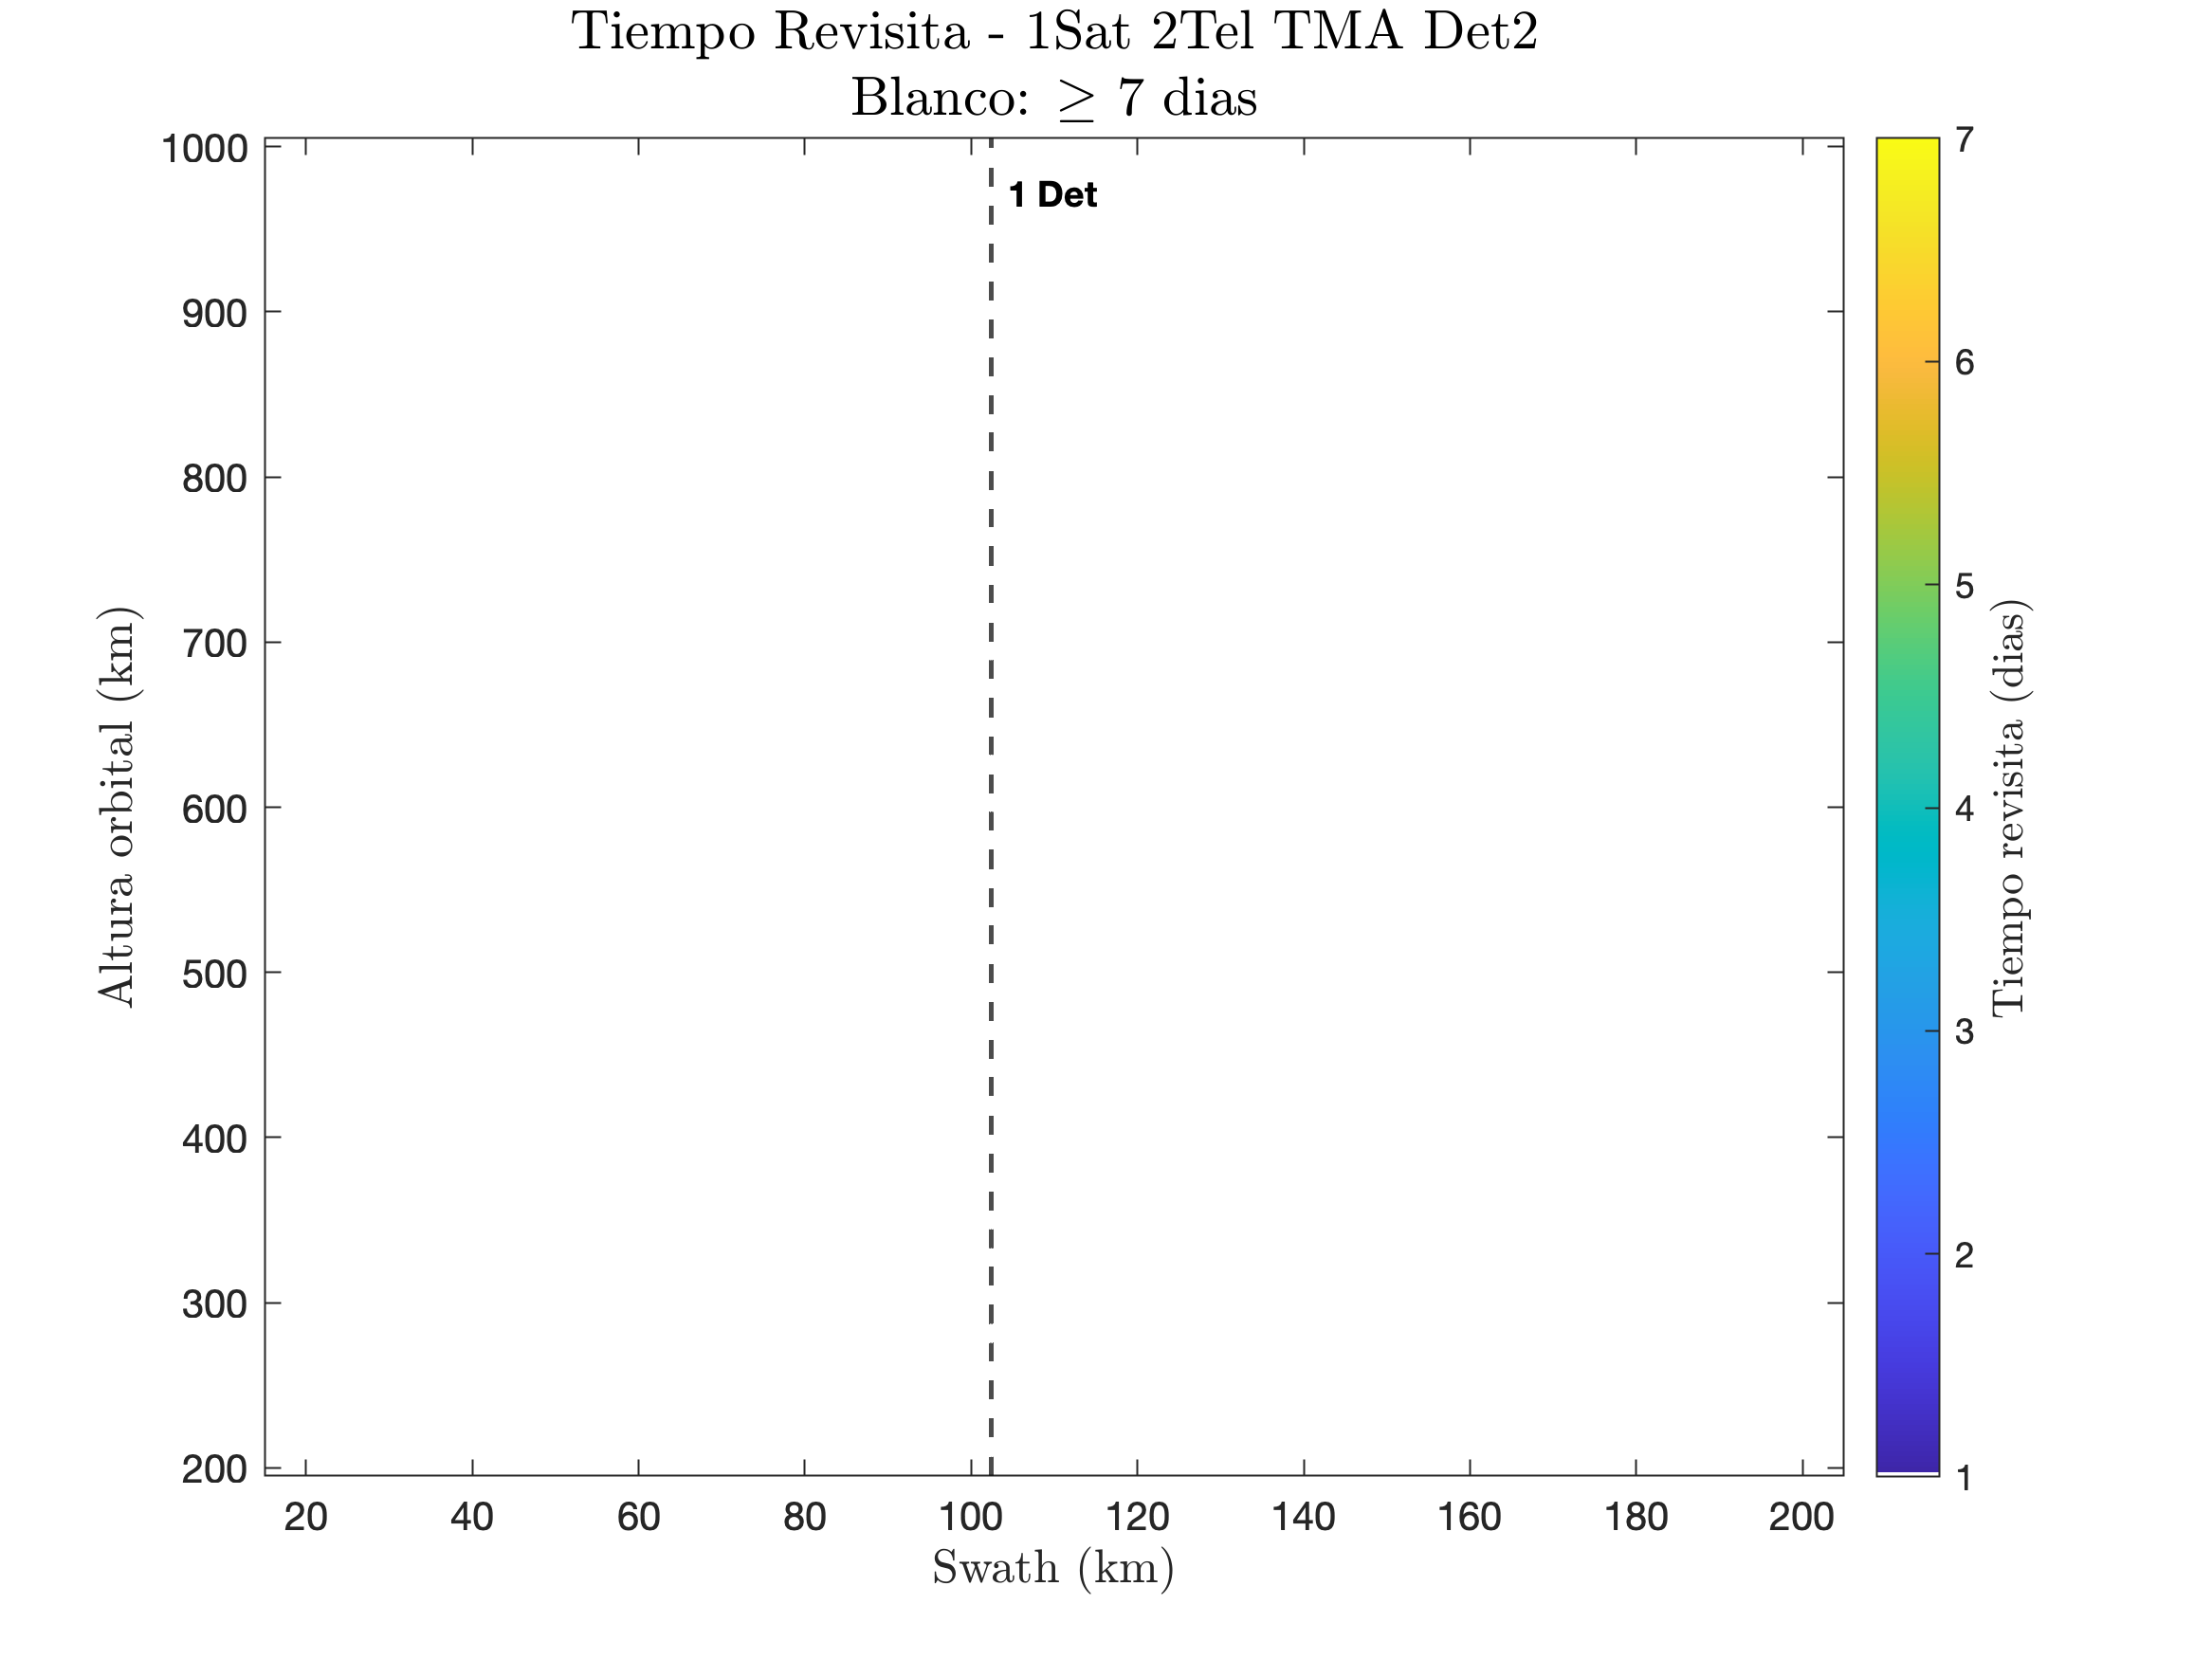 Tiempo Revisita - 1Sat 2Tel TMA Det2
Blanco: ≥ 7 dias
1 Det
Altura orbital (km)
1000
900
800
700
600
500
400
300
200
20 40 60 80 100 120 140 160 180 200
Swath (km)
7
6
5
4
3
2
1
Tiempo revisita (dias)